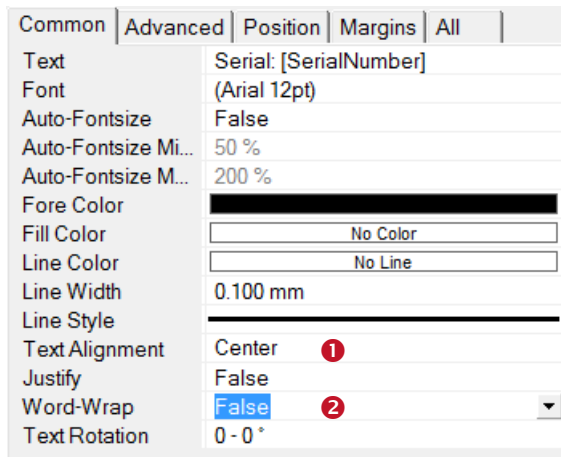 Common Advanced Position Margins All
Text Serial: [SerialNumber]
Font (Arial 12pt)
Auto-Fontsize False
Auto-Fontsize Mi... 50 %
Auto-Fontsize M... 200 %
Fore Color
Fill Color No Color
Line Color No Line
Line Width 0.100 mm
Line Style
Text Alignment Center 1
Justify False
Word-Wrap False 2
Text Rotation 0 - 0 °